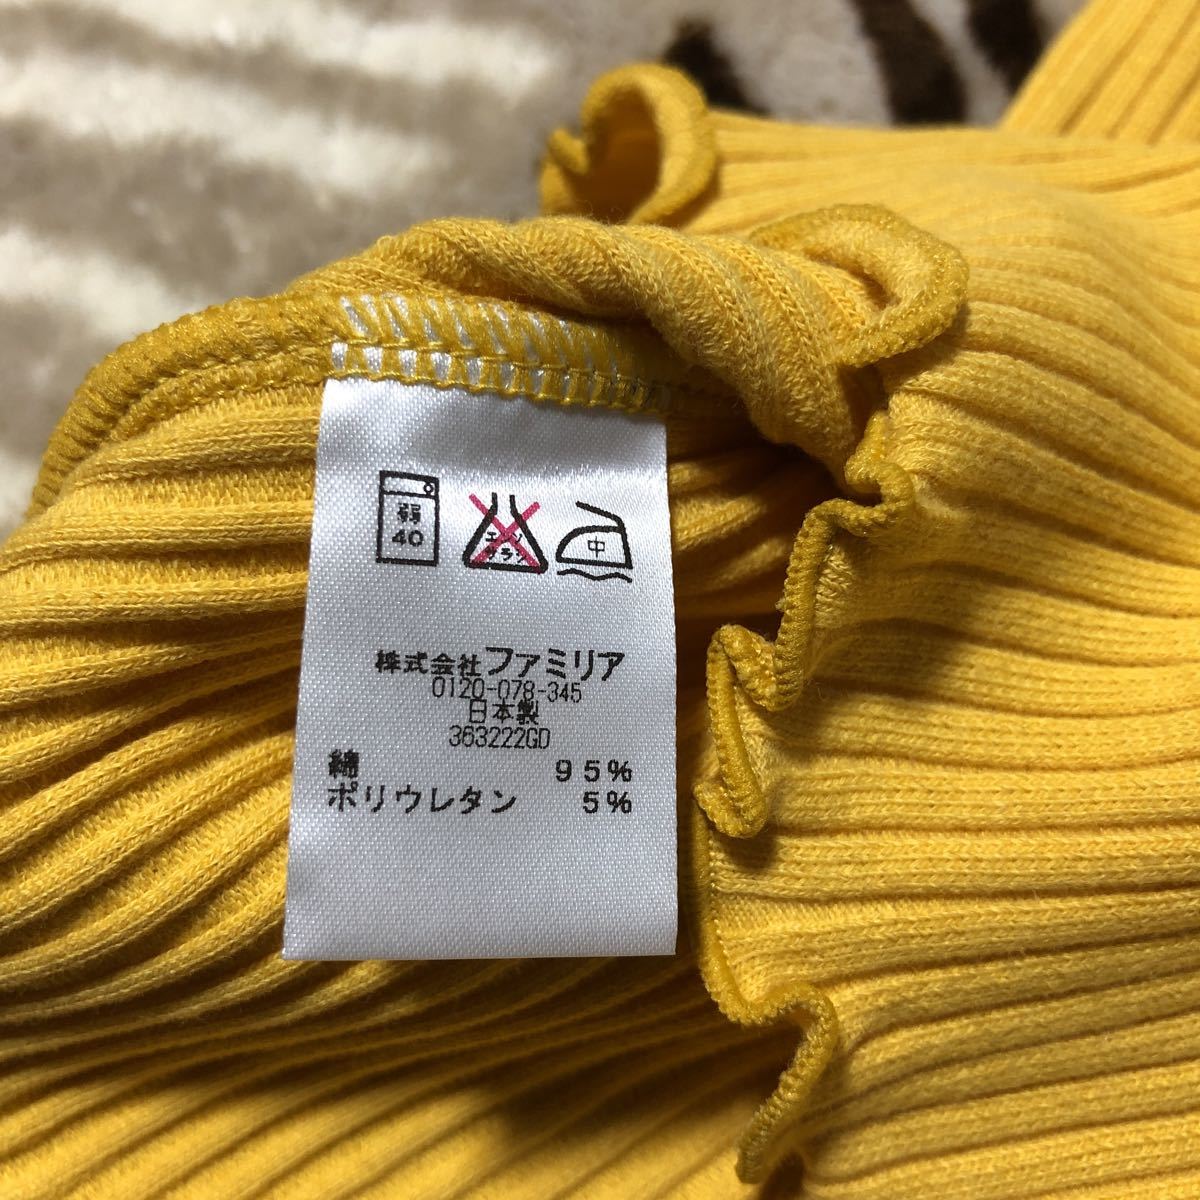 弱
40
エンソ
サラシ
中
株式会社ファミリア
0120-078-345
日本製
363222GD
綿 95%
ポリウレタン 5%